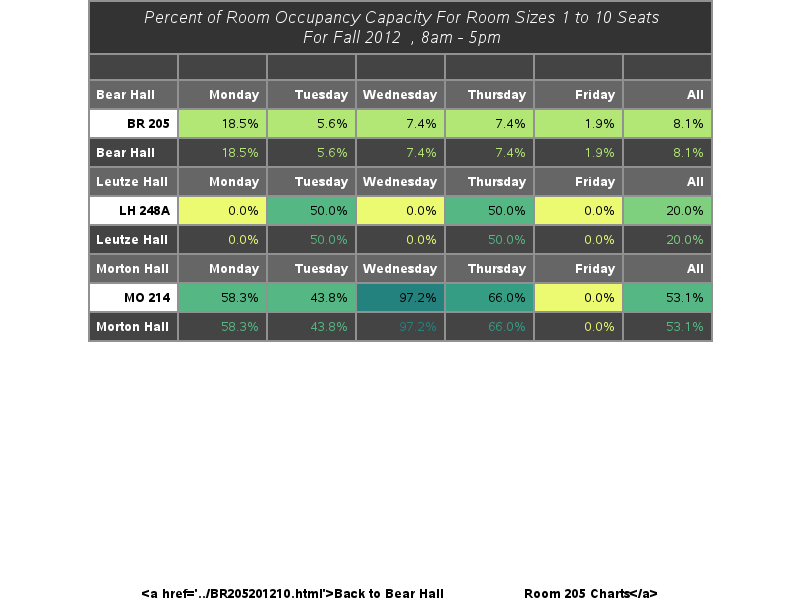 Percent of Room Occupancy Capacity For Room Sizes 1 to 10 Seats
For Fall 2012 , 8am - 5pm
Bear Hall Monday Tuesday Wednesday Thursday Friday All
BR 205 18.5% 5.6% 7.4% 7.4% 1.9% 8.1%
Bear Hall 18.5% 5.6% 7.4% 7.4% 1.9% 8.1%
Leutze Hall Monday Tuesday Wednesday Thursday Friday All
LH 248A 0.0% 50.0% 0.0% 50.0% 0.0% 20.0%
Leutze Hall 0.0% 50.0% 0.0% 50.0% 0.0% 20.0%
Morton Hall Monday Tuesday Wednesday Thursday Friday All
MO 214 58.3% 43.8% 97.2% 66.0% 0.0% 53.1%
Morton Hall 58.3% 43.8% 97.2% 66.0% 0.0% 53.1%
<a href='../BR205201210.html'>Back to Bear Hall Room 205 Charts</a>